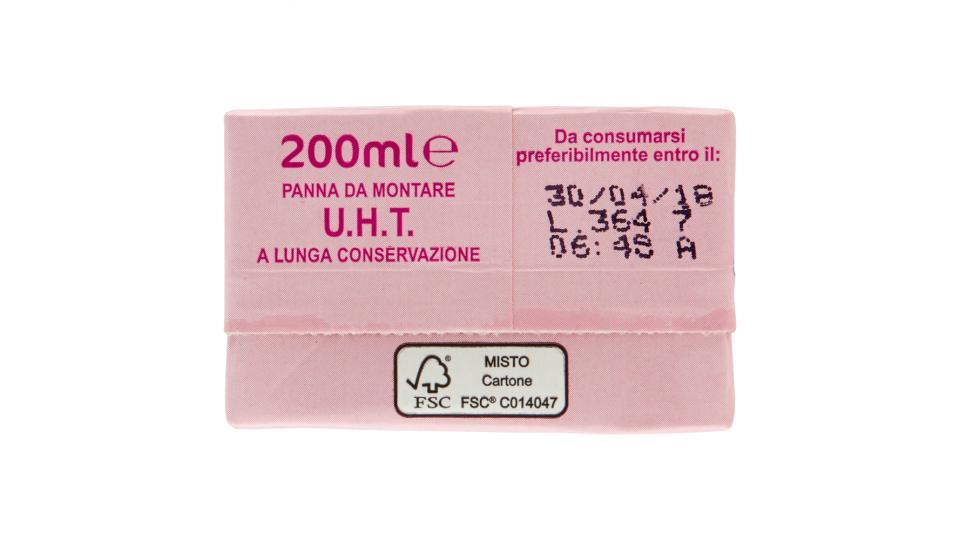 200ml ℮
PANNA DA MONTARE
U.H.T.
A LUNGA CONSERVAZIONE
Da consumarsi
preferibilmente entro il:
30/04/18
L. 364 7
06:48 A
MISTO
Cartone
FSC® C014047
® FSC